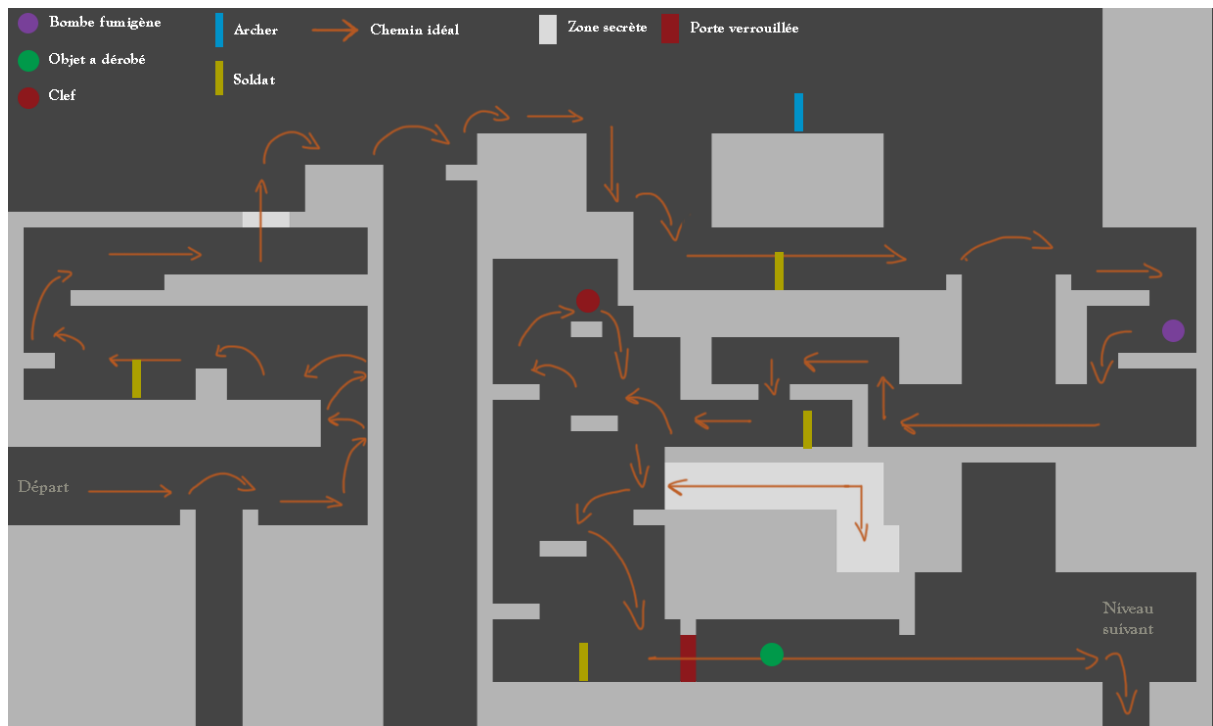 Bombe fumigène
Objet a dérobé
Clef
Archer
Soldat
Chemin idéal
Zone secrète
Porte verrouillée
Départ
Niveau
suivant